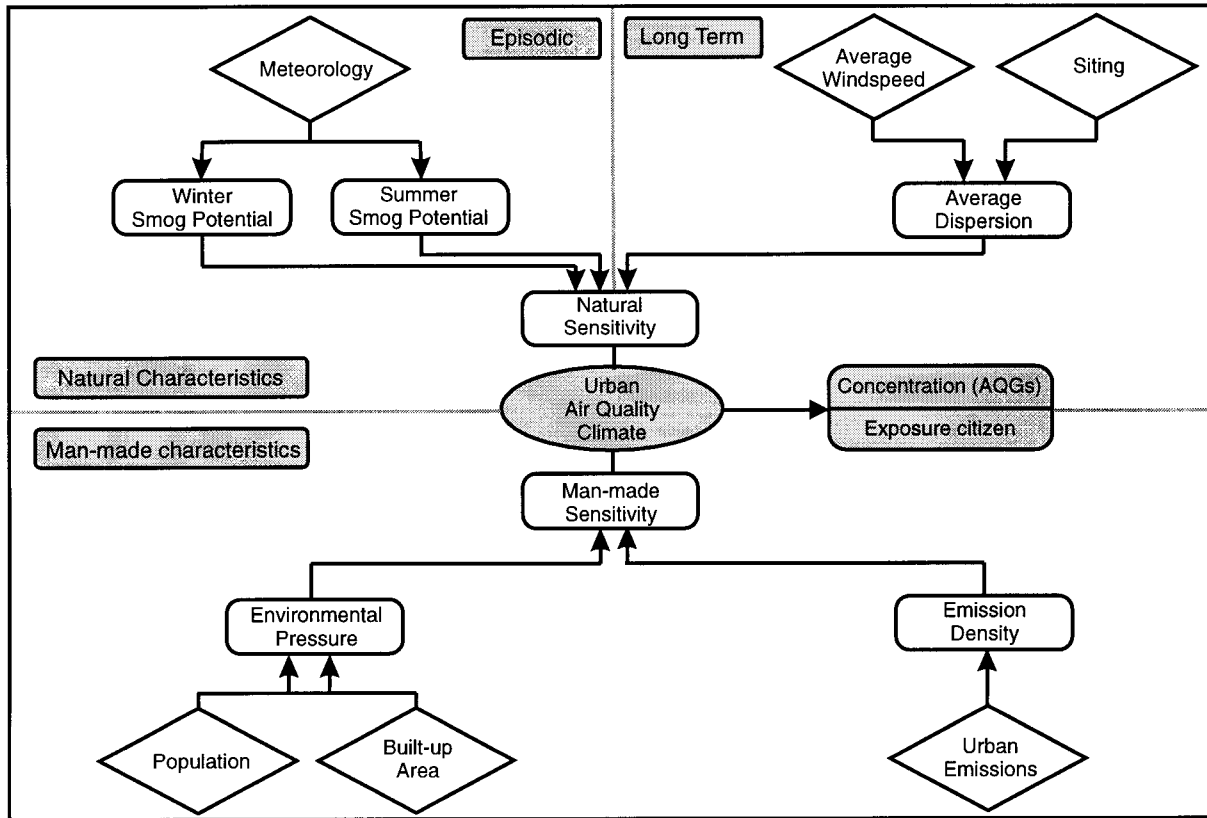 Episodic
Long Term
Meteorology
Average
Windspeed
Siting
Winter
Smog Potential
Summer
Smog Potential
Average
Dispersion
Natural
Sensitivity
Natural Characteristics
Urban
Air Quality
Climate
Concentration (AQGs)
Exposure citizen
Man-made characteristics
Man-made
Sensitivity
Environmental
Pressure
Emission
Density
Population
Built-up
Area
Urban
Emissions